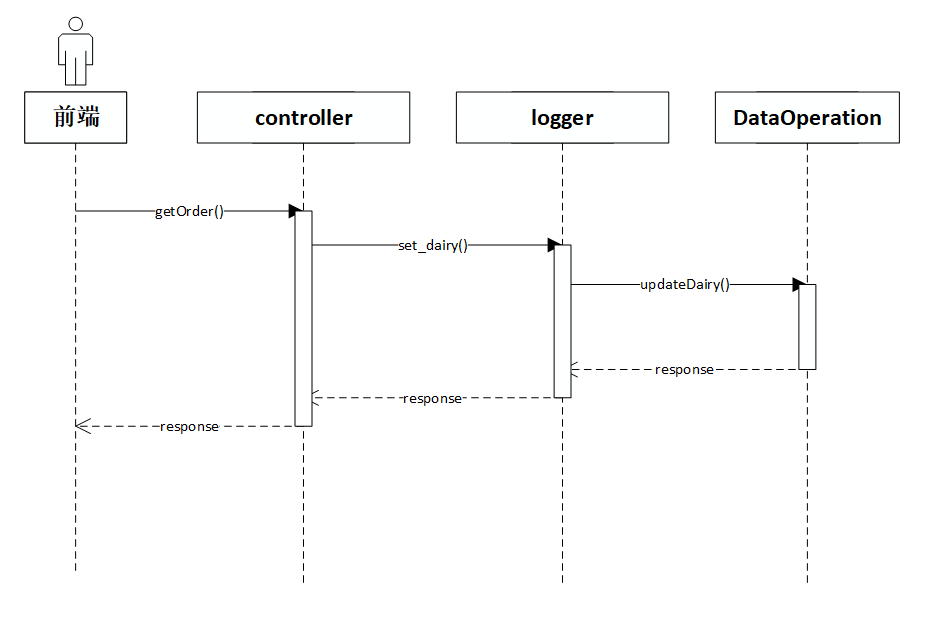 前端
controller
logger
DataOperation
getOrder()
set_dairy()
updateDairy()
response
response
response